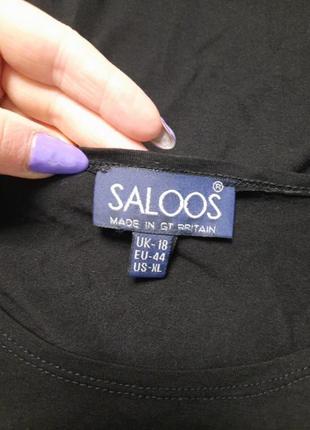 SALOOS®
MADE IN GT BRITAIN
UK-18
EU-44
US-XL